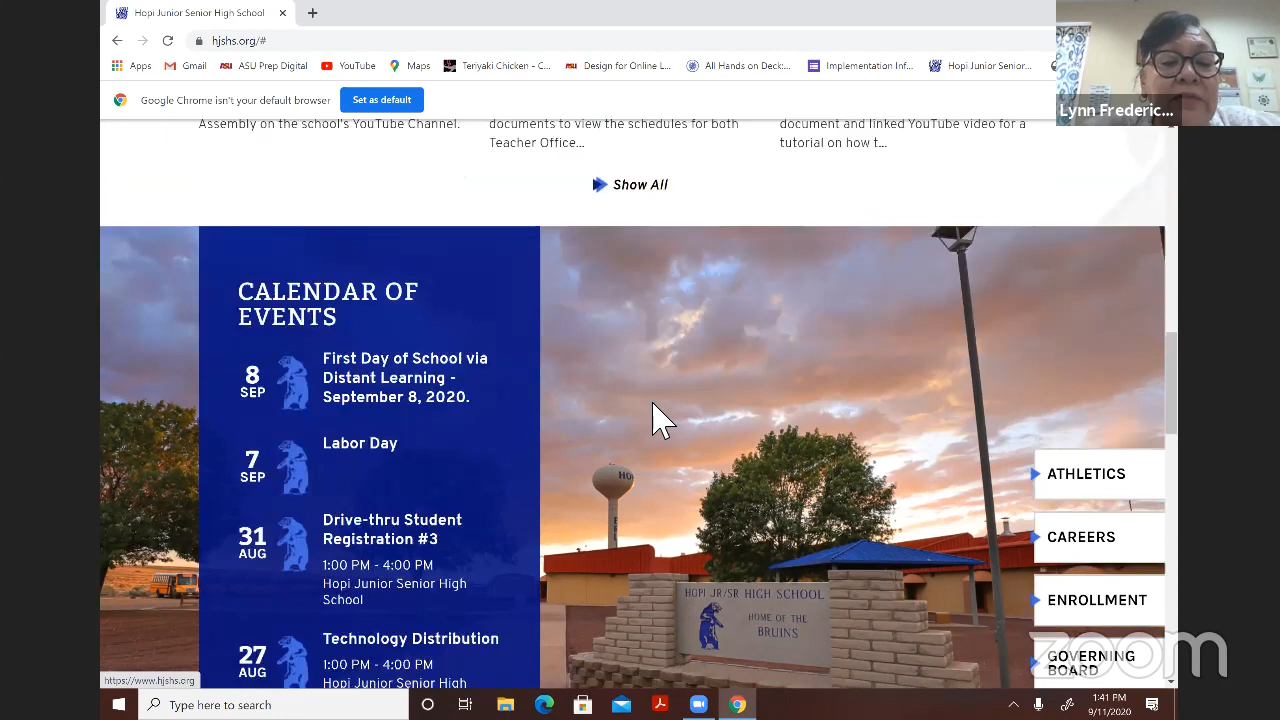 Hopi Junior Senior High School
hjshs.org/#
Apps Gmail ASU Prep Digital YouTube Maps Teriyaki Chicken - C... Design for Online L... All Hands on Deck:... Implementation Inf... Hopi Junior Senior...
Google Chrome isn't your default browser Set as default
Lynn Frederic...
Assembly on the school's YouTube Channel.
documents to view the schedules for both
Teacher Office...
document and linked YouTube video for a
tutorial on how t...
Show All
CALENDAR OF
EVENTS
8
SEP
First Day of School via
Distant Learning -
September 8, 2020.
7
SEP
Labor Day
31
AUG
Drive-thru Student
Registration #3
1:00 PM - 4:00 PM
Hopi Junior Senior High
School
27
AUG
Technology Distribution
1:00 PM - 4:00 PM
Hopi Junior Senior High
HO
HOPI JR/SR HIGH SCHOOL
HOME OF THE
BRUINS
ATHLETICS
CAREERS
ENROLLMENT
GOVERNING
BOARD
zoom
https://www.hjshs.org
Type here to search
1:41 PM
9/11/2020